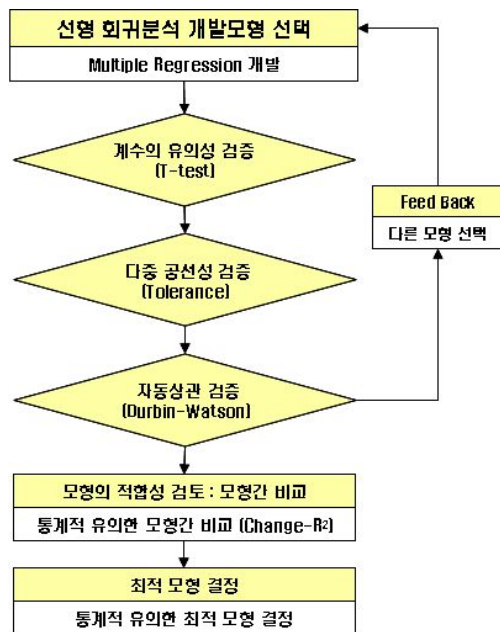 선형 회귀분석 개발모형 선택
Multiple Regression 개발
계수의 유의성 검증
(T-test)
다중 공선성 검증
(Tolerance)
자동상관 검증
(Durbin-Watson)
Feed Back
다른 모형 선택
모형의 적합성 검토 : 모형간 비교
통계적 유의한 모형간 비교 (Change-R²)
최적 모형 결정
통계적 유의한 최적 모형 결정